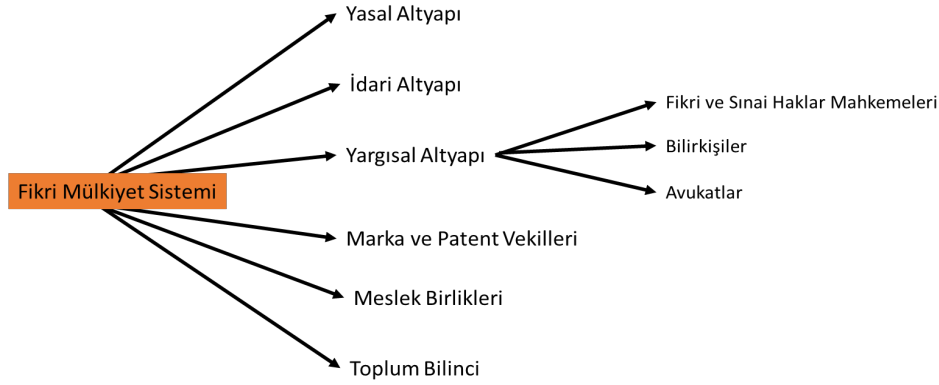 Fikri Mülkiyet Sistemi
Yasal Altyapı
İdari Altyapı
Yargısal Altyapı
Fikri ve Sınai Haklar Mahkemeleri
Bilirkişiler
Avukatlar
Marka ve Patent Vekilleri
Meslek Birlikleri
Toplum Bilinci